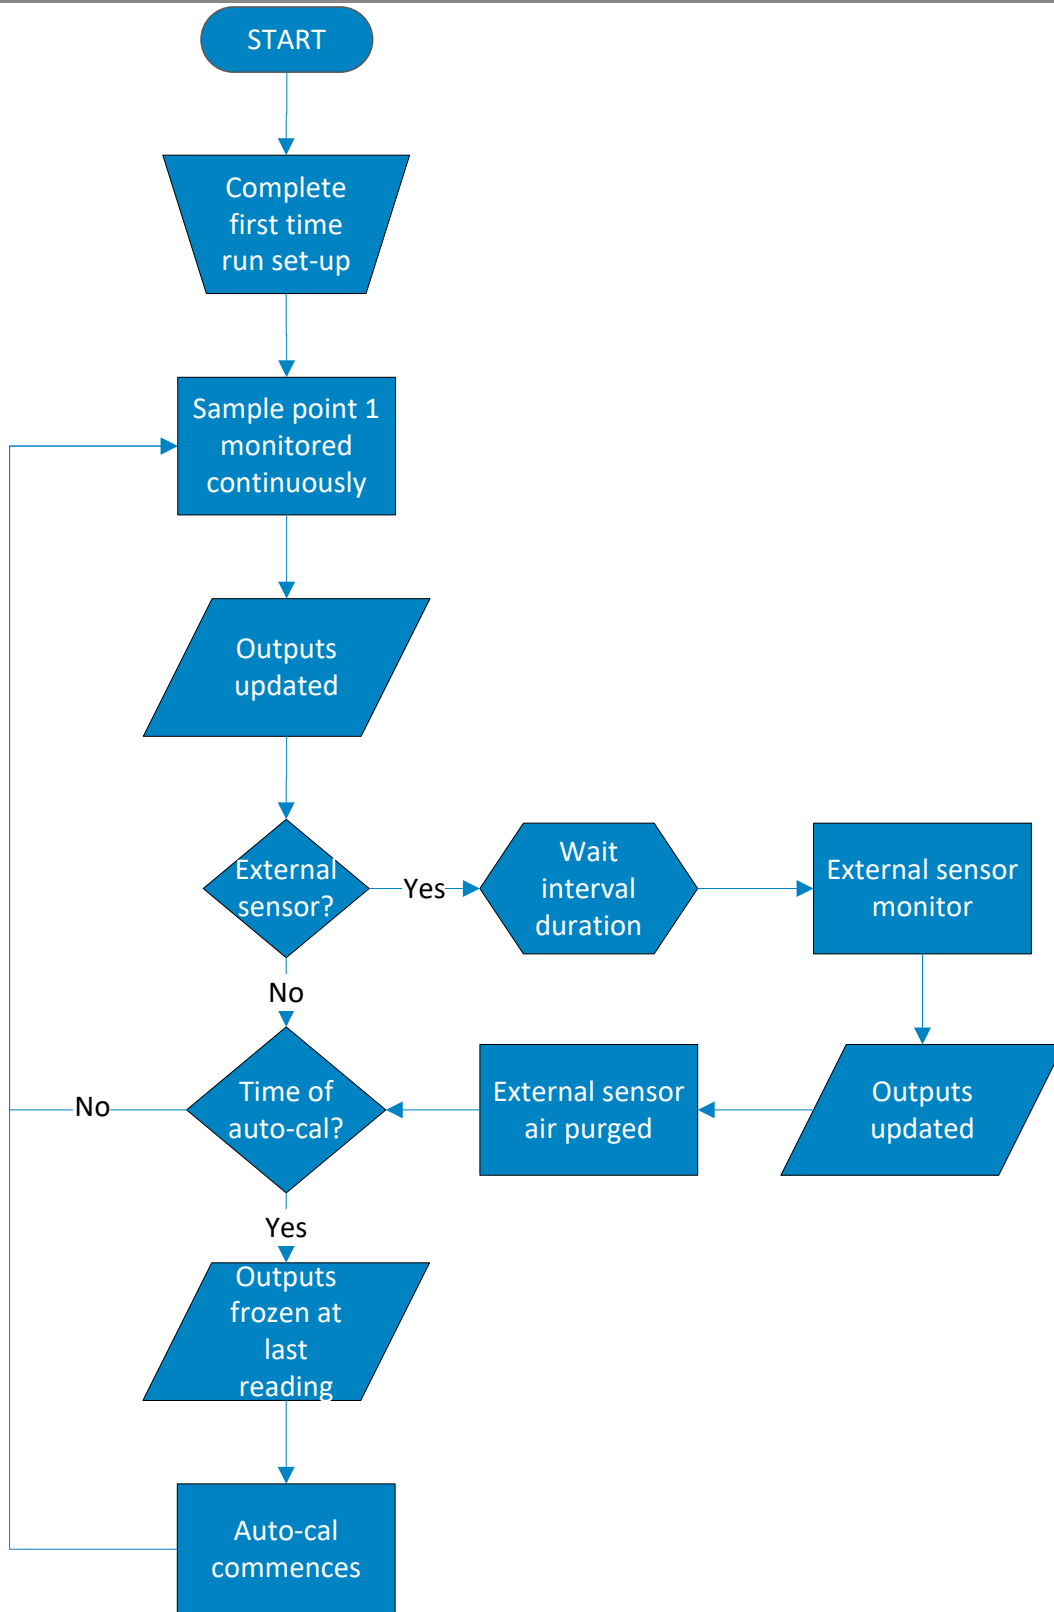 START
Complete
first time
run set-up
Sample point 1
monitored
continuously
Outputs
updated
External
sensor?
Yes
Wait
interval
duration
External sensor
monitor
No
Outputs
updated
External sensor
air purged
Time of
auto-cal?
No
Yes
Outputs
frozen at
last
reading
Auto-cal
commences